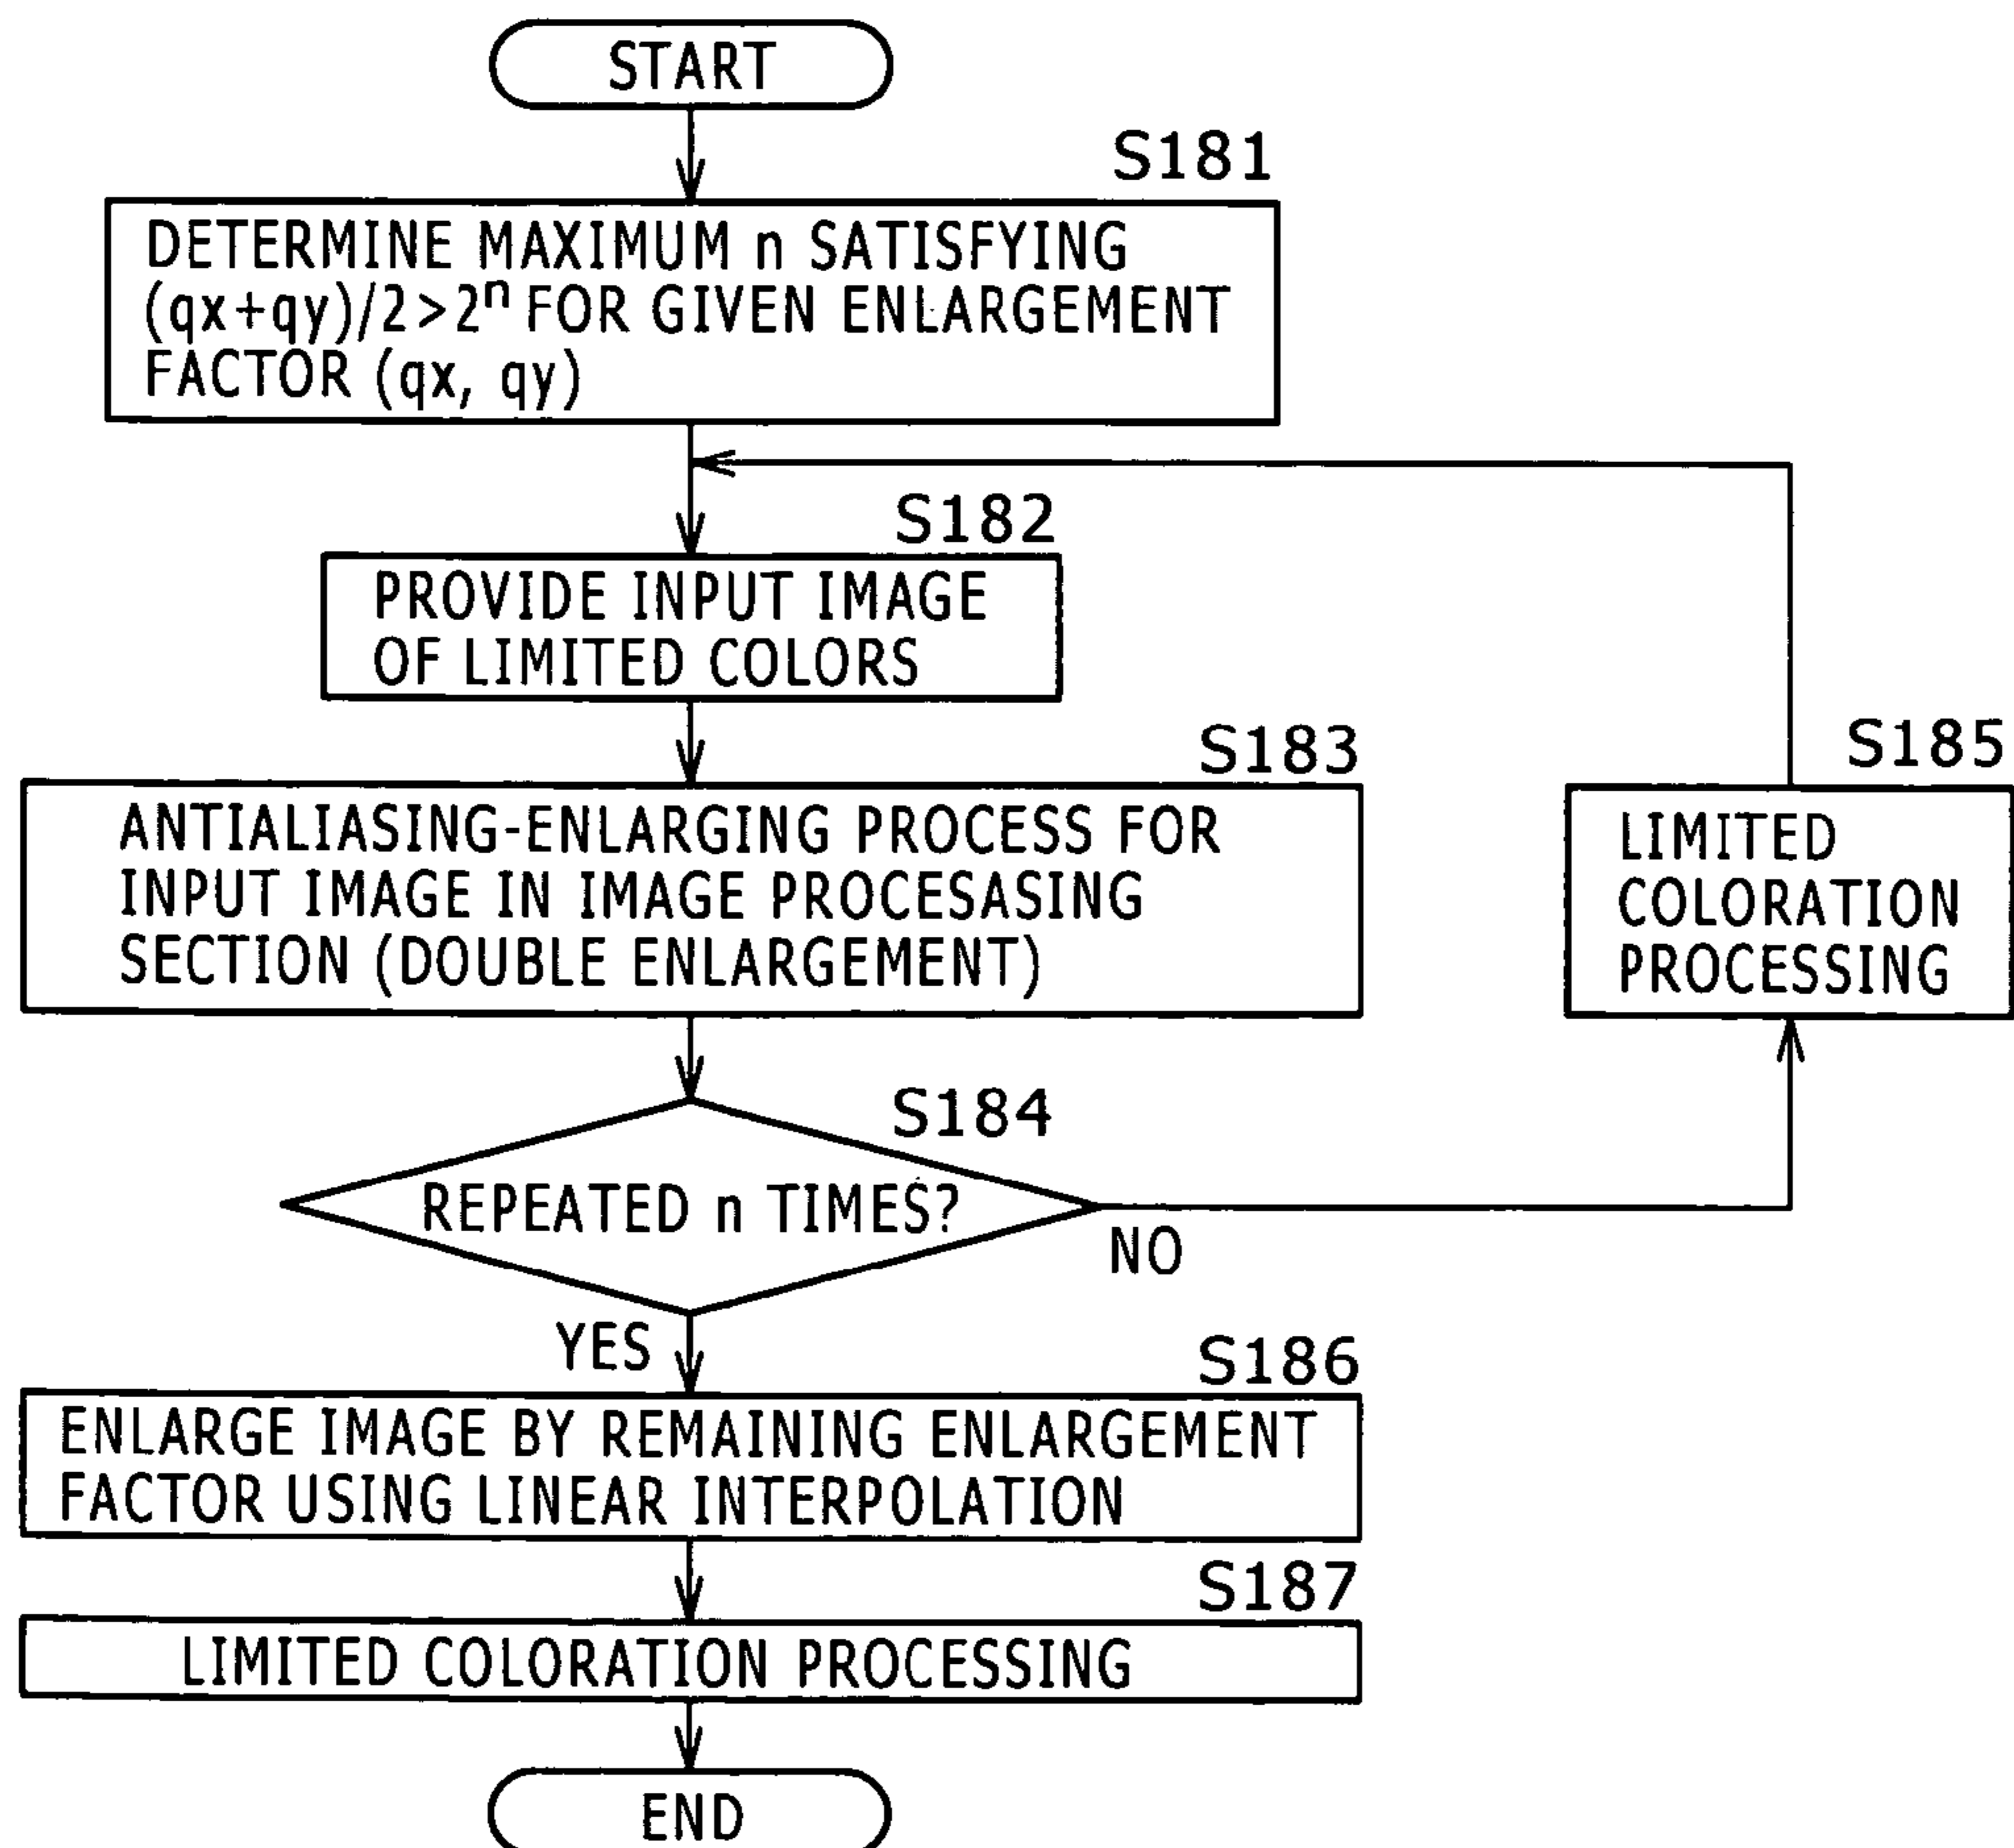 START
S181
DETERMINE MAXIMUM n SATISFYING
(qx+qy)/2>2ⁿ FOR GIVEN ENLARGEMENT
FACTOR (qx, qy)
S182
PROVIDE INPUT IMAGE
OF LIMITED COLORS
S183
ANTIALIASING-ENLARGING PROCESS FOR
INPUT IMAGE IN IMAGE PROCESASING
SECTION (DOUBLE ENLARGEMENT)
S184
REPEATED n TIMES?
NO
S185
LIMITED
COLORATION
PROCESSING
YES
S186
ENLARGE IMAGE BY REMAINING ENLARGEMENT
FACTOR USING LINEAR INTERPOLATION
S187
LIMITED COLORATION PROCESSING
END